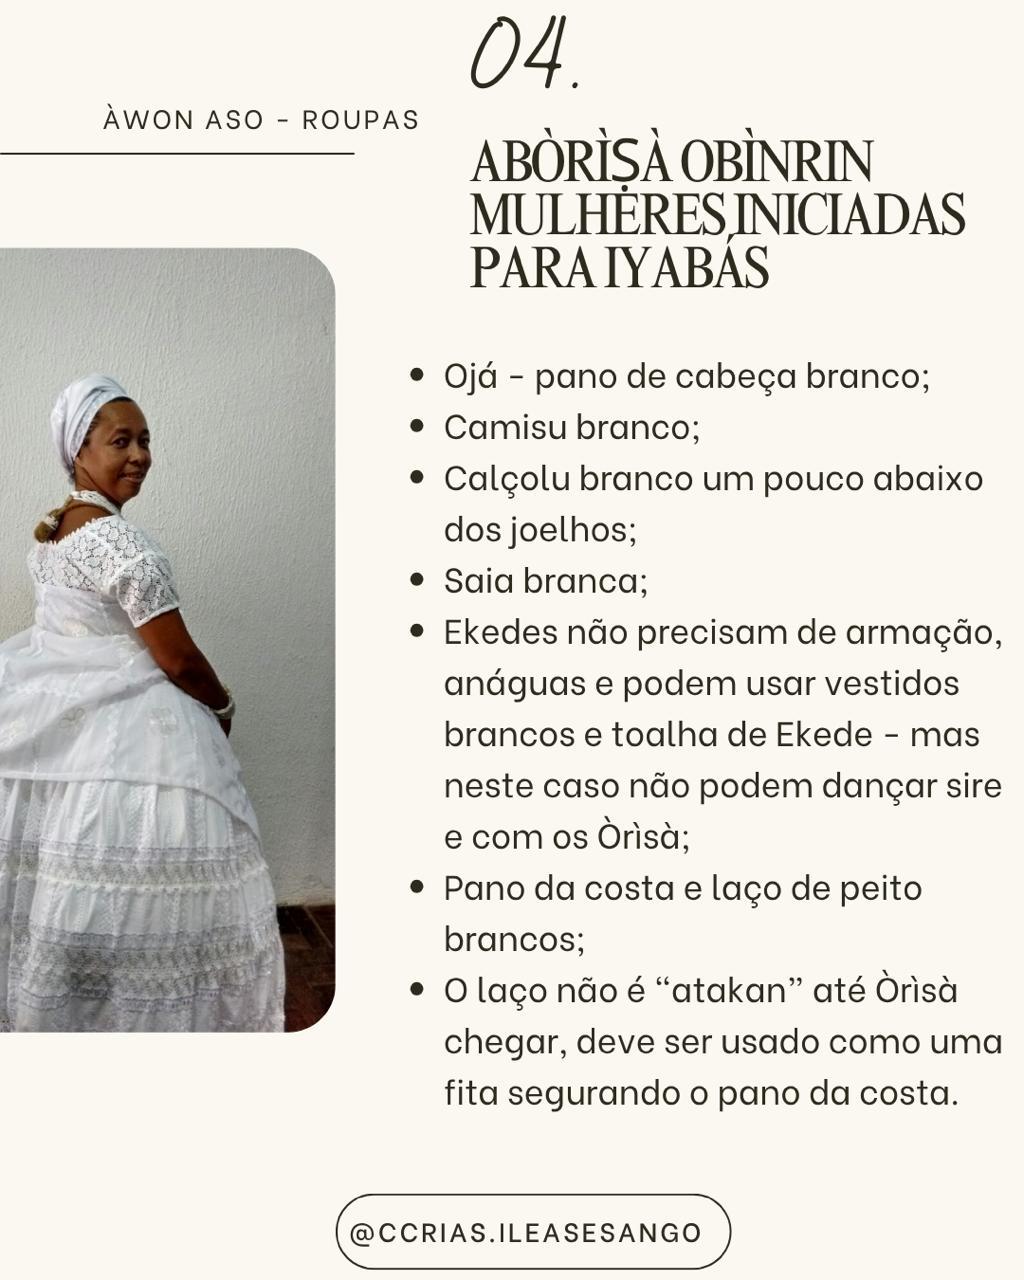 04.
ÀWON ASO - ROUPAS
ABÒRÌṢÀ OBÌNRIN
MULHERES INICIADAS
PARA IYABÁS
• Ojá - pano de cabeça branco;
• Camisu branco;
• Calçolu branco um pouco abaixo
dos joelhos;
• Saia branca;
• Ekedes não precisam de armação,
anáguas e podem usar vestidos
brancos e toalha de Ekede - mas
neste caso não podem dançar sire
e com os Òrìsà;
• Pano da costa e laço de peito
brancos;
• O laço não é “atakan” até Òrìsà
chegar, deve ser usado como uma
fita segurando o pano da costa.
@CCRIAS.ILEASESANGO